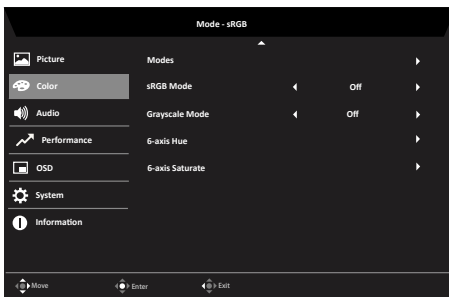 Mode - sRGB
Picture
Modes
Color
sRGB Mode
Off
Audio
Grayscale Mode
Off
Performance
6-axis Hue
OSD
6-axis Saturate
System
Information
Move
Enter
Exit